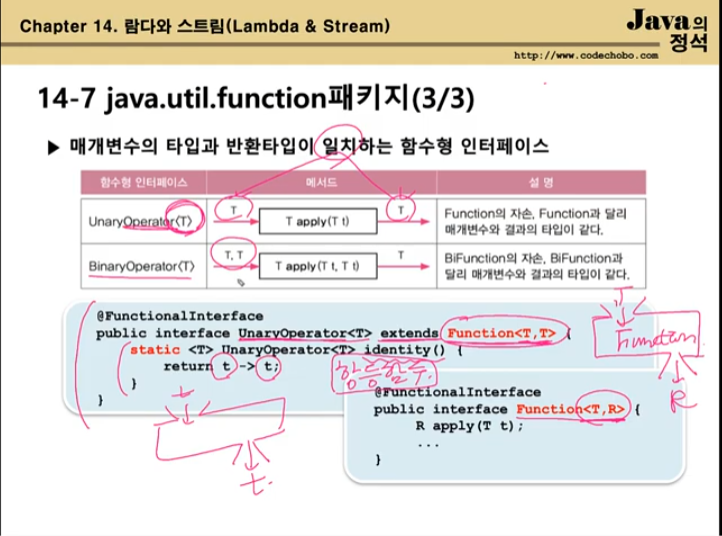 Chapter 14. 람다와 스트림(Lambda & Stream)
Java의 정석
http://www.codechobo.com
14-7 java.util.function패키지(3/3)
▶ 매개변수의 타입과 반환타입이 일치하는 함수형 인터페이스
함수형 인터페이스 메서드 설 명
UnaryOperator<T> T T apply(T t) T Function의 자손, Function과 달리
매개변수와 결과의 타입이 같다.
BinaryOperator<T> T, T T apply(T t, T t) T BiFunction의 자손, BiFunction과
달리 매개변수와 결과의 타입이 같다.
@FunctionalInterface
public interface UnaryOperator<T> extends Function<T,T> {
static <T> UnaryOperator<T> identity() {
return t -> t;
}
}
항등함수.
T
Function
R
t
t.
@FunctionalInterface
public interface Function<T,R> {
R apply(T t);
...
}